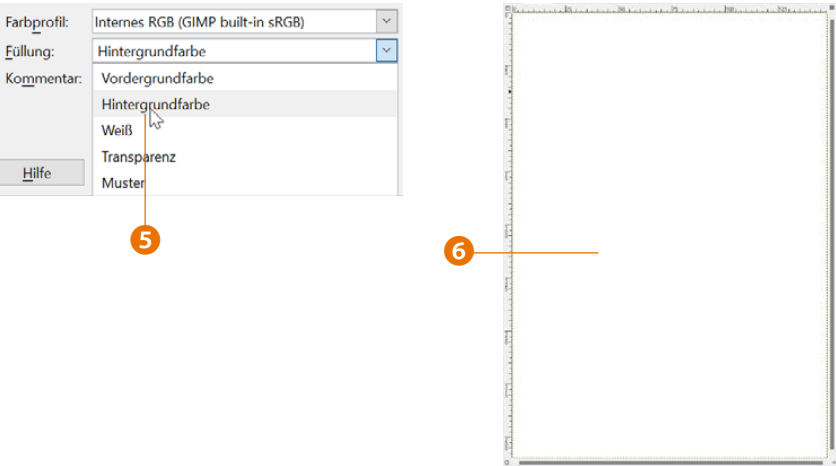 Farbprofil: Internes RGB (GIMP built-in sRGB)
Füllung: Hintergrundfarbe
Kommentar: Vordergrundfarbe
Hintergrundfarbe
Weiß
Transparenz
Hilfe
Muster
5
6